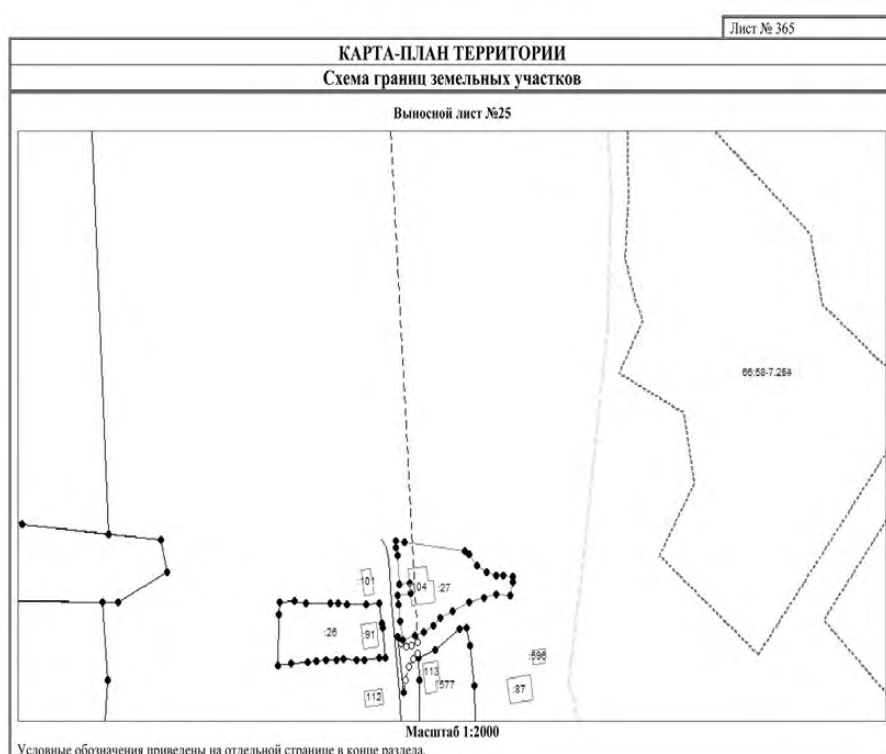 Лист № 365
КАРТА-ПЛАН ТЕРРИТОРИИ
Схема границ земельных участков
Выносной лист №25
66:58-7.264
:101
104
:27
:26
:91
:596
113
:577
:87
112
Масштаб 1:2000
Условные обозначения приведены на отдельной странице в конце раздела.